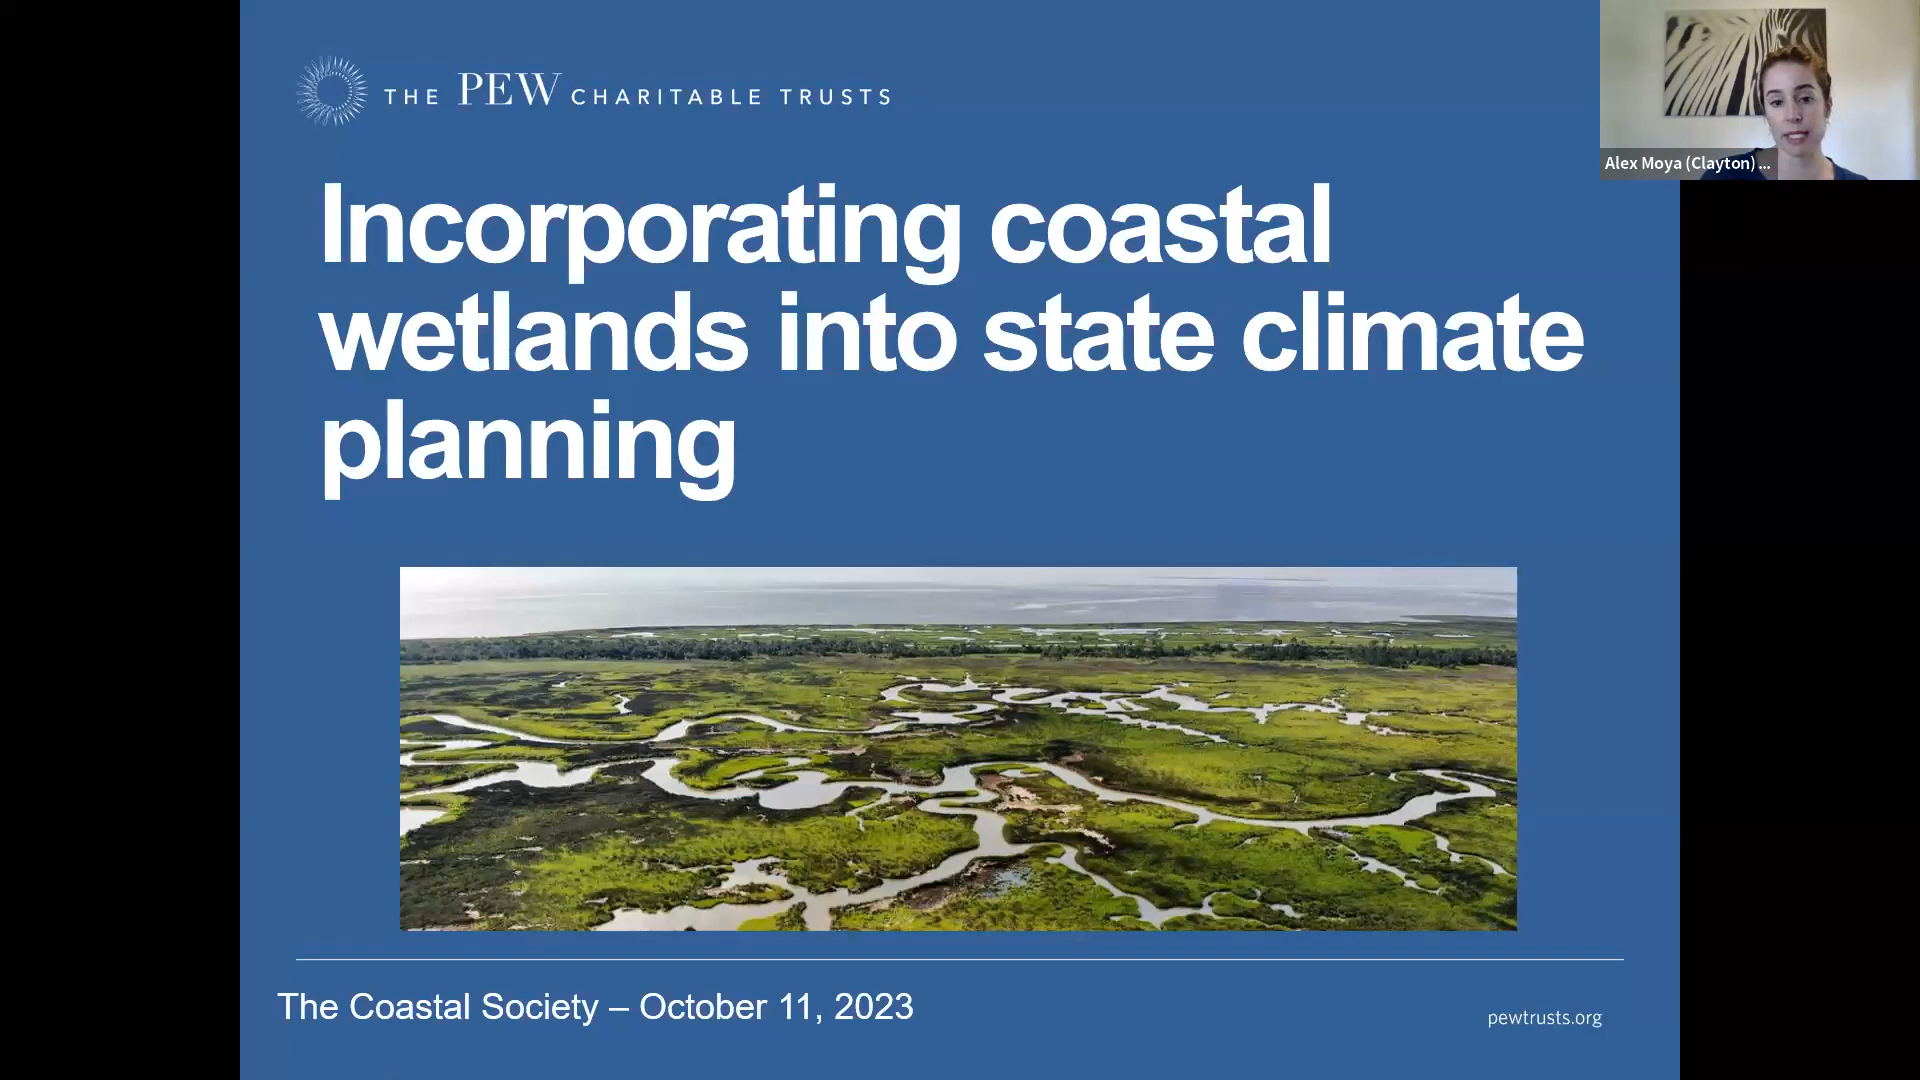 THE PEW CHARITABLE TRUSTS
Alex Moya (Clayton) ...
Incorporating coastal
wetlands into state climate
planning
The Coastal Society – October 11, 2023
pewtrusts.org